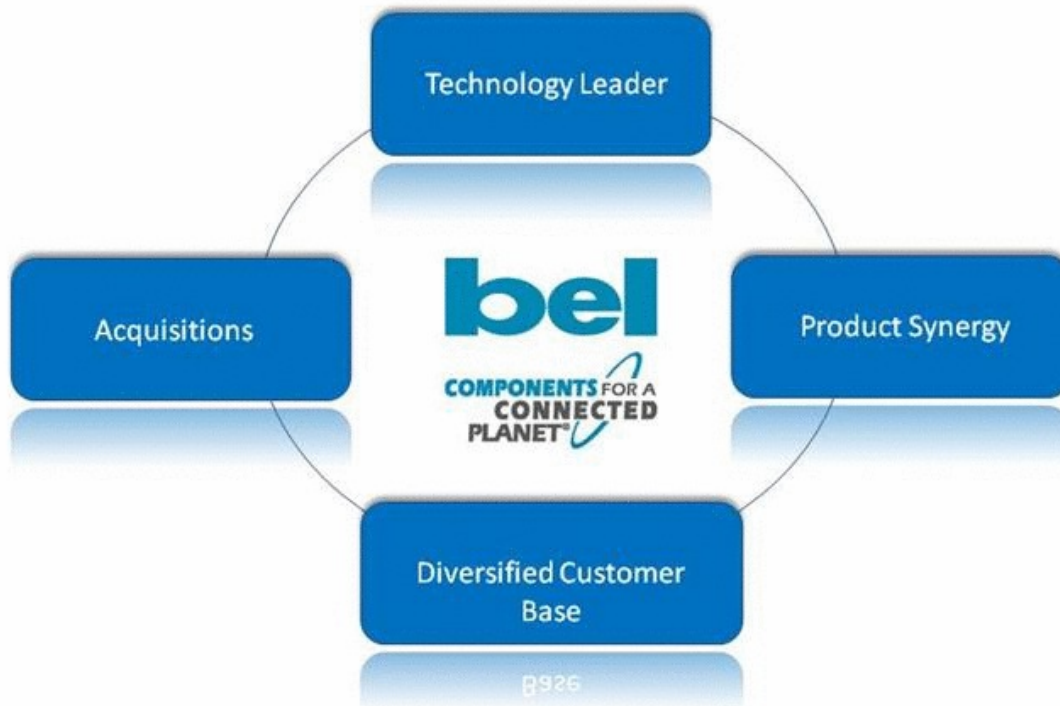 Technology Leader
Acquisitions
bel
COMPONENTS FOR A
CONNECTED
PLANET®
Product Synergy
Diversified Customer
Base